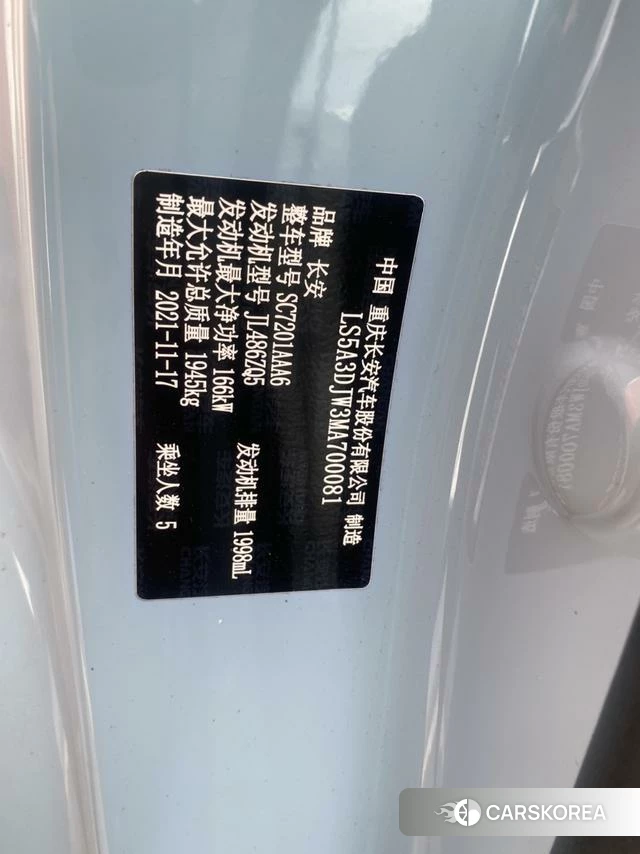 中国 重庆长安汽车股份有限公司 制造
LS5A3DJW3MA700081
品牌 长安
整车型号 SC7201AAA6
发动机型号 JL486ZQ5
发动机排量 1998mL
发动机最大净功率 166kW
最大允许总质量 1945kg
乘坐人数 5
制造年月 2021-11-17
CARSKOREA